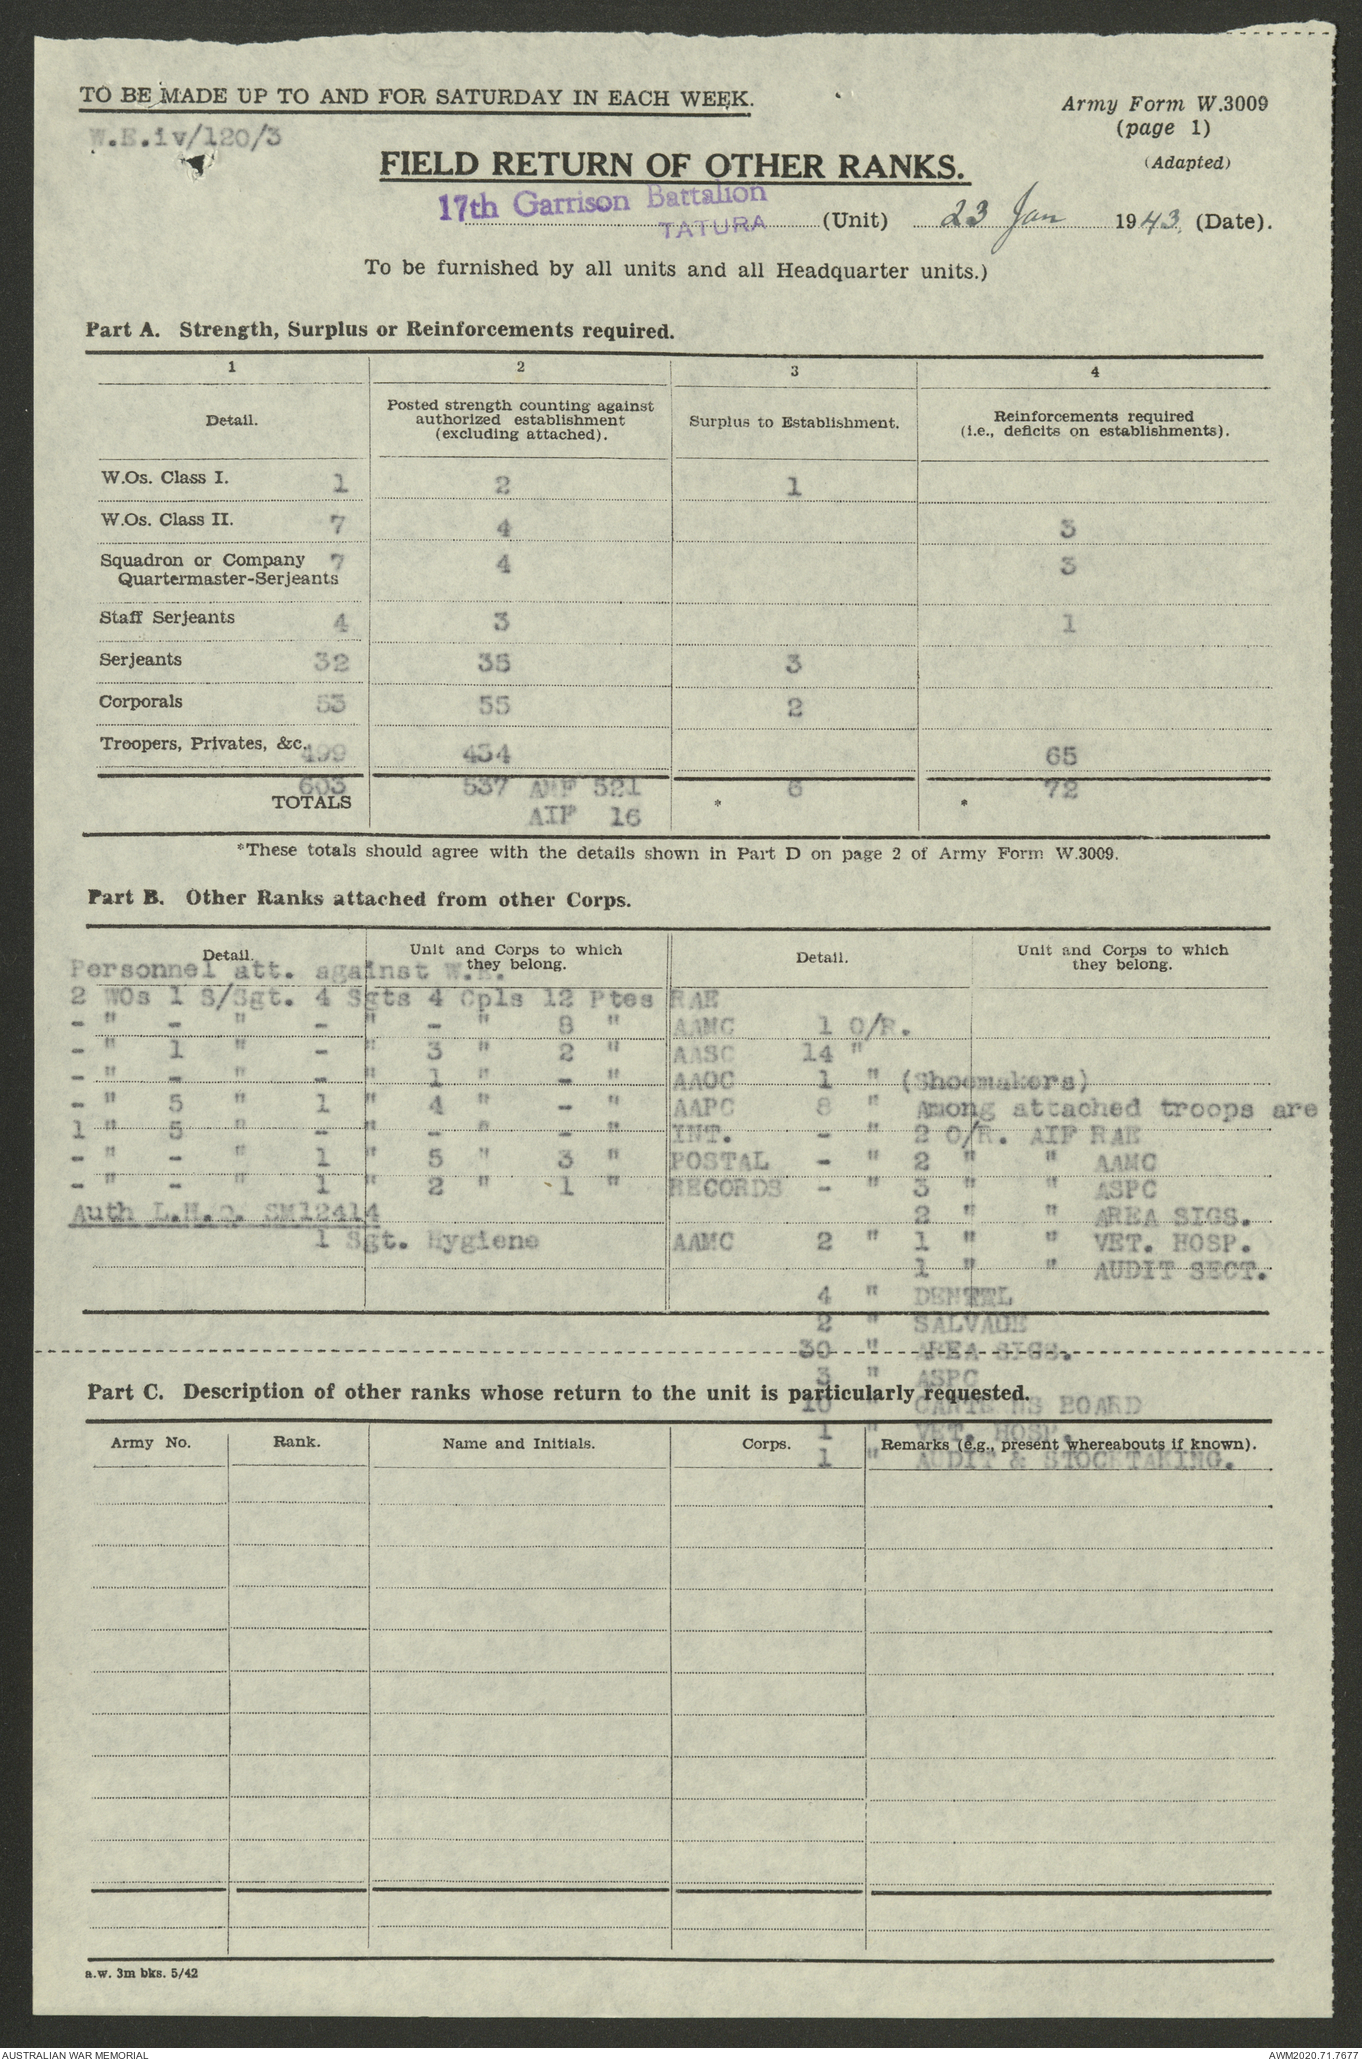 TO BE MADE UP TO AND FOR SATURDAY IN EACH WEEK.
Army Form W.3009
(page 1)
(Adapted)
W.E.iv/120/3
FIELD RETURN OF OTHER RANKS.
17th Garrison Battalion
TATURA (Unit) 23 Jan 1943. (Date).
To be furnished by all units and all Headquarter units.)
Part A. Strength, Surplus or Reinforcements required.
1 2 3 4
Detail. Posted strength counting against authorized establishment (excluding attached). Surplus to Establishment. Reinforcements required (i.e., deficits on establishments).
W.Os. Class I. 1 2 1
W.Os. Class II. 7 4 3
Squadron or Company 7 4 3
Quartermaster-Serjeants
Staff Serjeants 4 3 1
Serjeants 32 35 3
Corporals 53 55 2
Troopers, Privates, &c. 499 434 65
603 537 AMF 521 6 72
TOTALS AIF 16 * *
*These totals should agree with the details shown in Part D on page 2 of Army Form W.3009.
Part B. Other Ranks attached from other Corps.
Detail. Unit and Corps to which they belong. Detail. Unit and Corps to which they belong.
Personnel att. against W.E.
2 WOs 1 S/Sgt. 4 Sgts 4 Cpls 12 Ptes RAE
- " - " - " - " 8 " AAMC 1 O/R.
- " 1 " - " 3 " 2 " AASC 14 "
- " - " - " 1 " - " AAOC 1 " (Shoemakers)
- " 5 " 1 " 4 " - " AAPC 8 " Among attached troops are
1 " 5 " - " - " - " INT. - " 2 O/R. AIF RAE
- " - " 1 " 5 " 3 " POSTAL - " 2 " " AAMC
- " - " 1 " 2 " 1 " RECORDS - " 3 " " ASPC
Auth L.H.Q. SM12414 2 " " AREA SIGS.
1 Sgt. Hygiene AAMC 2 " 1 " " VET. HOSP.
1 " " AUDIT SECT.
4 " DENTEL
2 " SALVAGE
30 " AREA SIGS.
3 " ASPC
Part C. Description of other ranks whose return to the unit is particularly requested.
10 " CANTE NS BOARD
1 " VET. HOSP.
Army No. Rank. Name and Initials. Corps. Remarks (e.g., present whereabouts if known).
1 " AUDIT & STOCKTAKING.
a.w. 3m bks. 5/42
AUSTRALIAN WAR MEMORIAL AWM2020.71.7677